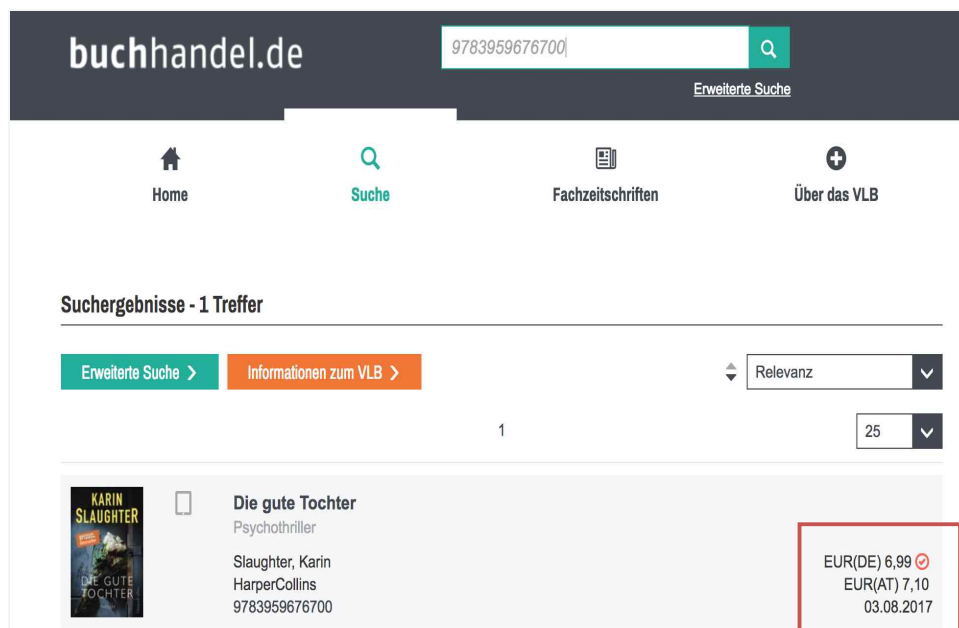 buchhandel.de
9783959676700
Erweiterte Suche
Home
Suche
Fachzeitschriften
Über das VLB
Suchergebnisse - 1 Treffer
Erweiterte Suche
Informationen zum VLB
Relevanz
1
25
KARIN
SLAUGHTER
DIE GUTE
TOCHTER
Die gute Tochter
Psychothriller
Slaughter, Karin
HarperCollins
9783959676700
EUR(DE) 6,99
EUR(AT) 7,10
03.08.2017